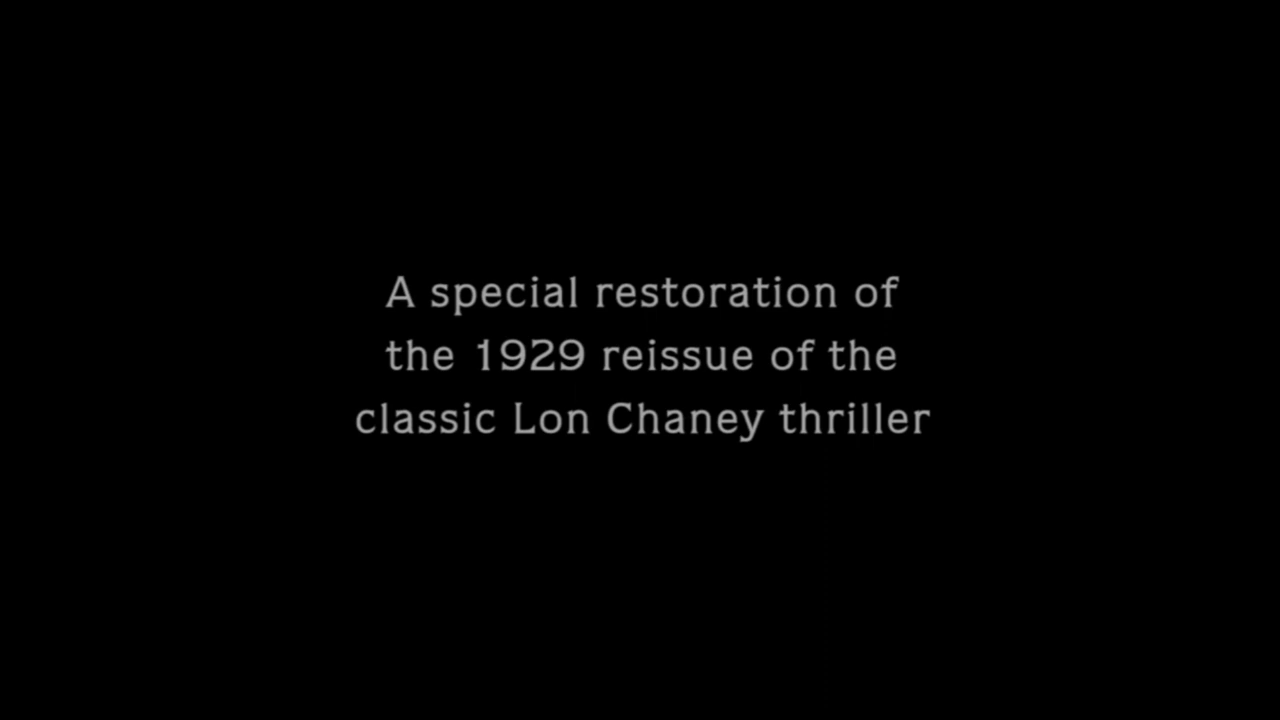 A special restoration of
the 1929 reissue of the
classic Lon Chaney thriller